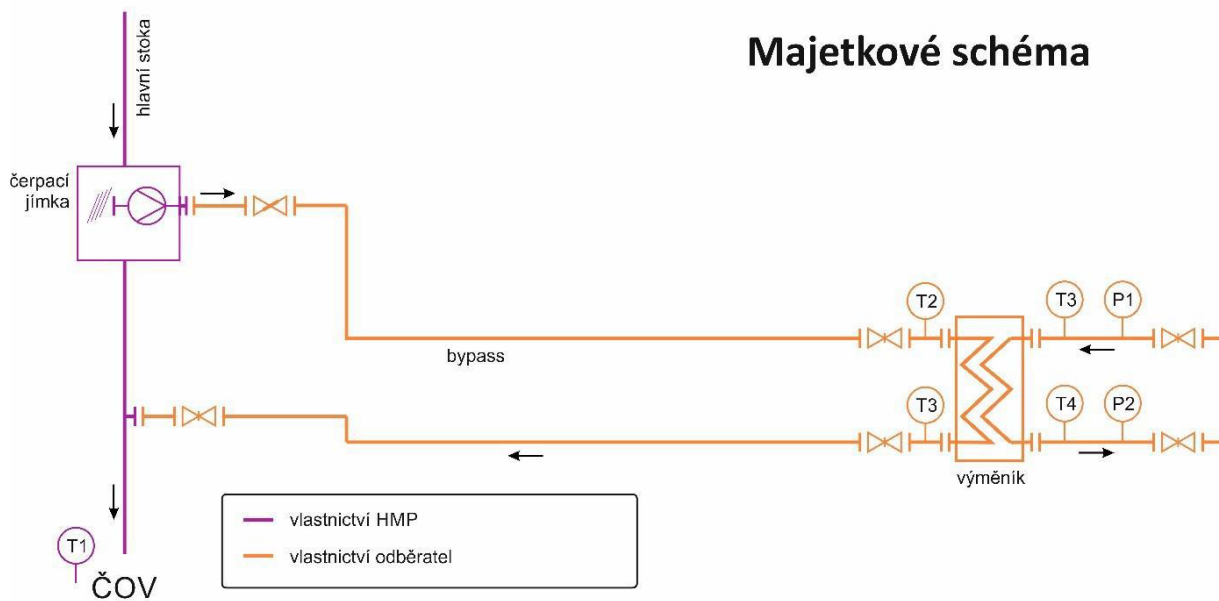 Majetkové schéma
hlavní stoka
čerpací
jímka
T2
T3
P1
bypass
T3
T4
P2
výměník
vlastnictví HMP
vlastnictví odběratel
T1
ČOV